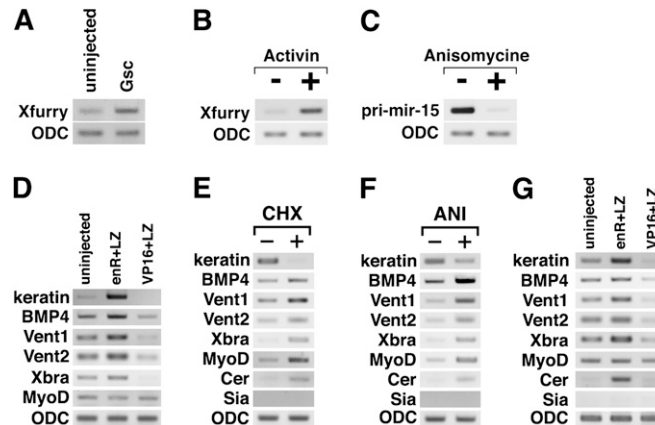 A
uninjected
Gsc
Xfurry
ODC
B
Activin
- +
Xfurry
ODC
C
Anisomycine
- +
pri-mir-15
ODC
D
uninjected
enR+LZ
VP16+LZ
keratin
BMP4
Vent1
Vent2
Xbra
MyoD
ODC
E
CHX
− +
keratin
BMP4
Vent1
Vent2
Xbra
MyoD
Cer
Sia
ODC
F
ANI
− +
keratin
BMP4
Vent1
Vent2
Xbra
MyoD
Cer
Sia
ODC
G
uninjected
enR+LZ
VP16+LZ
keratin
BMP4
Vent1
Vent2
Xbra
MyoD
Cer
Sia
ODC